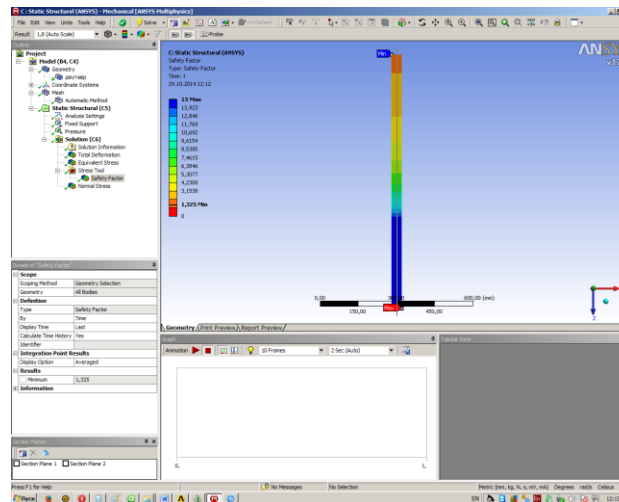 C: Static Structural (ANSYS) - Mechanical [ANSYS Multiphysics]
File Edit View Units Tools Help Solve Worksheet
Result 1,8 (Auto Scale) Probe
Outline
Project
Model (B4, C4)
Geometry
двутавр
Coordinate Systems
Mesh
Automatic Method
Static Structural (C5)
Analysis Settings
Fixed Support
Pressure
Solution (C6)
Solution Information
Total Deformation
Equivalent Stress
Stress Tool
Safety Factor
Normal Stress
C: Static Structural (ANSYS)
Safety Factor
Type: Safety Factor
Time: 1
24.10.2014 12:12
15 Max
13,923
12,846
11,769
10,692
9,6154
8,5385
7,4615
6,3846
5,3077
4,2308
3,1538
1,325 Min
0
Min
Max
ANSYS
0,00
600,00 (mm)
150,00
450,00
Z
Geometry Print Preview Report Preview
Details of "Safety Factor"
Scope
Scoping Method Geometry Selection
Geometry All Bodies
Definition
Type Safety Factor
By Time
Display Time Last
Calculate Time History Yes
Identifier
Integration Point Results
Display Option Averaged
Results
Minimum 1,325
Information
Section Planes
Section Plane 1 Section Plane 2
Graph
Animation 10 Frames 2 Sec (Auto)
0,
1,
Tabular Data
Press F1 for Help
No Messages
No Selection
Metric (mm, kg, N, s, mV, mA) Degrees rad/s Celsius
Пуск
EN